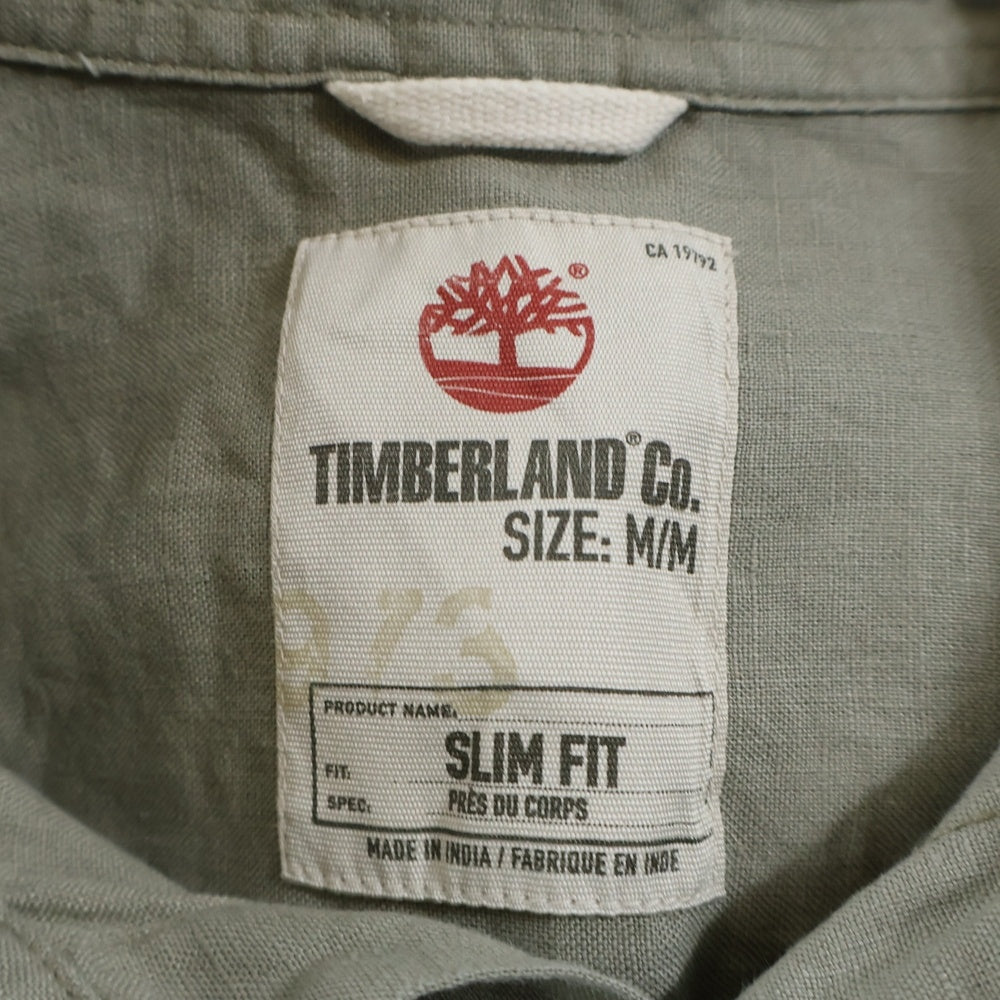 CA 19792
®
TIMBERLAND® Co.
SIZE: M/M
973
PRODUCT NAME:
SLIM FIT
FIT:
SPEC: PRÈS DU CORPS
MADE IN INDIA / FABRIQUE EN INDE